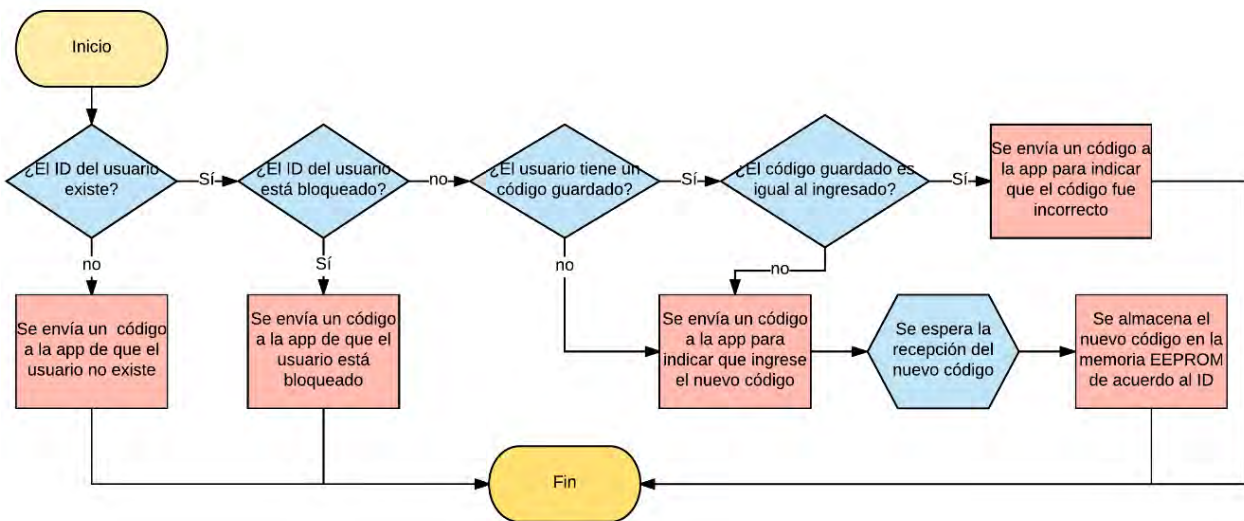 Inicio
¿El ID del usuario
existe?
Sí
¿El ID del usuario
está bloqueado?
no
¿El usuario tiene un
código guardado?
Sí
¿El código guardado es
igual al ingresado?
Sí
Se envía un código a
la app para indicar
que el código fue
incorrecto
no
Sí
no
no
Se envía un código
a la app de que el
usuario no existe
Se envía un código
a la app de que el
usuario está
bloqueado
Se envía un código
a la app para
indicar que ingrese
el nuevo código
Se espera la
recepción del
nuevo código
Se almacena el
nuevo código en la
memoria EEPROM
de acuerdo al ID
Fin